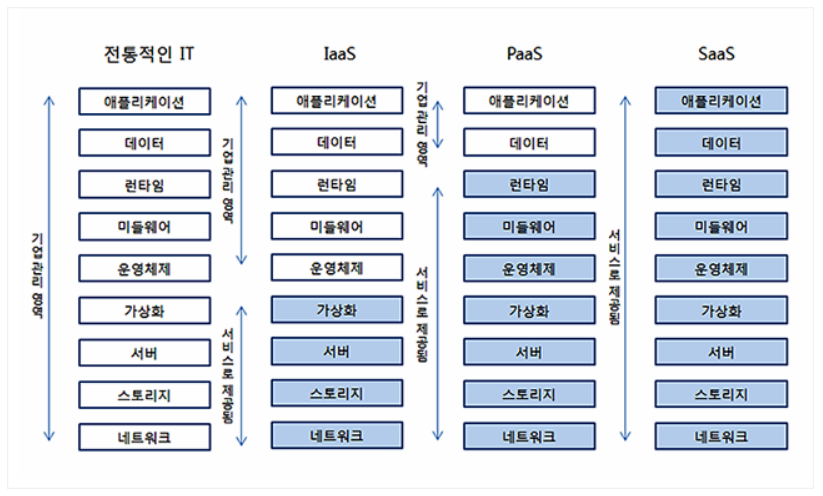 전통적인 IT
기업관리 영역
애플리케이션
데이터
런타임
미들웨어
운영체제
가상화
서버
스토리지
네트워크
IaaS
기업관리 영역
서비스로 제공됨
애플리케이션
데이터
런타임
미들웨어
운영체제
가상화
서버
스토리지
네트워크
PaaS
기업관리 영역
서비스로 제공됨
애플리케이션
데이터
런타임
미들웨어
운영체제
가상화
서버
스토리지
네트워크
SaaS
서비스로 제공됨
애플리케이션
데이터
런타임
미들웨어
운영체제
가상화
서버
스토리지
네트워크